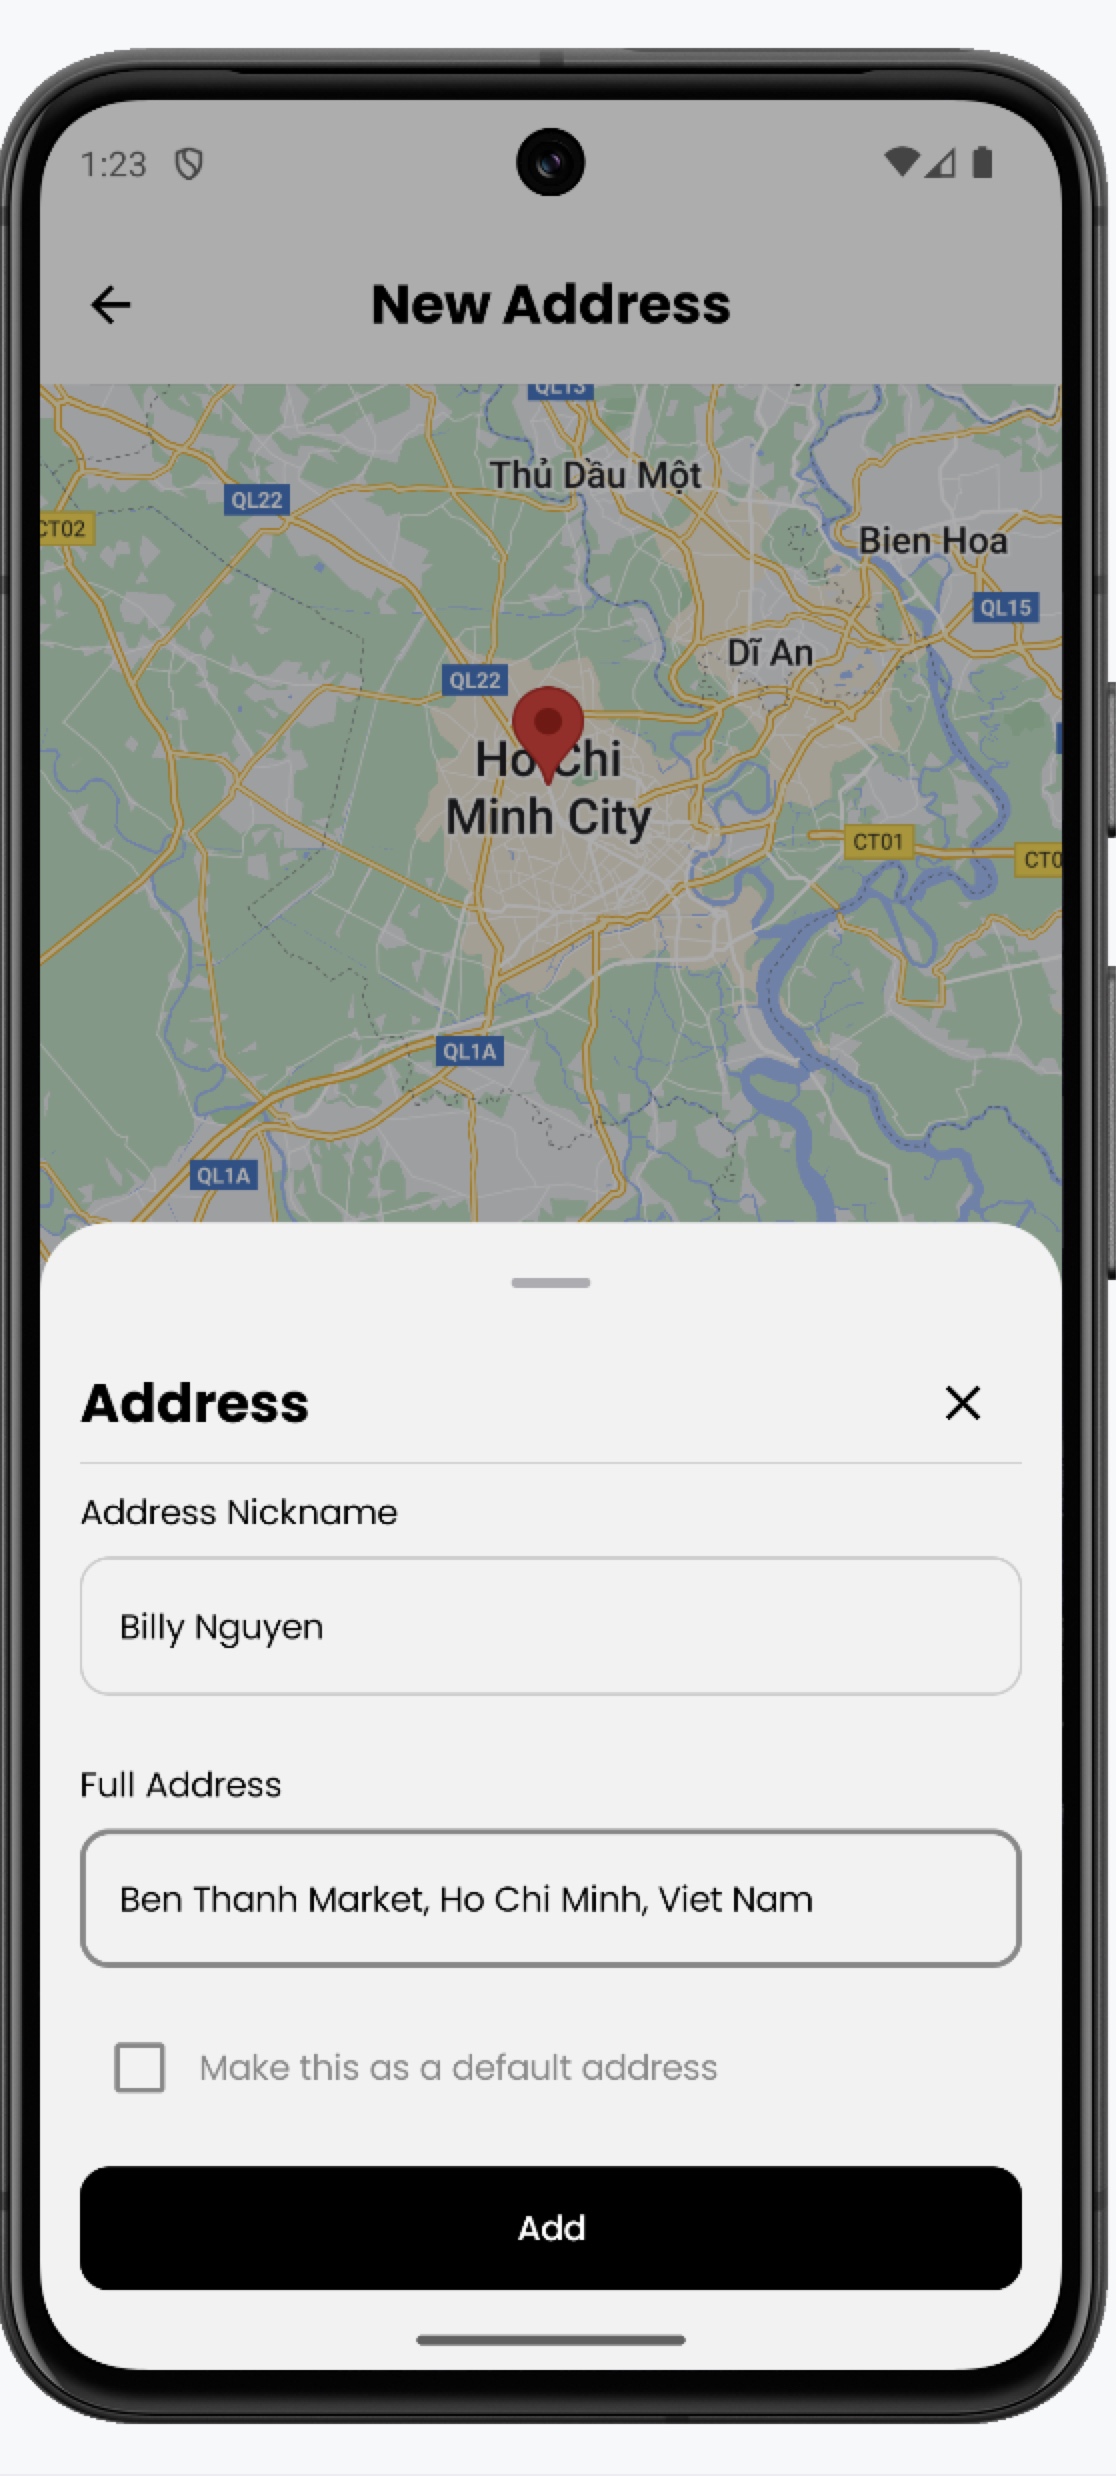 1:23
New Address
QL13
Thủ Dầu Một
QL22
CT02
Bien Hoa
QL15
Dĩ An
QL22
Ho Chi
Minh City
CT01
CT0
QL1A
QL1A
Address
Address Nickname
Billy Nguyen
Full Address
Ben Thanh Market, Ho Chi Minh, Viet Nam
Make this as a default address
Add